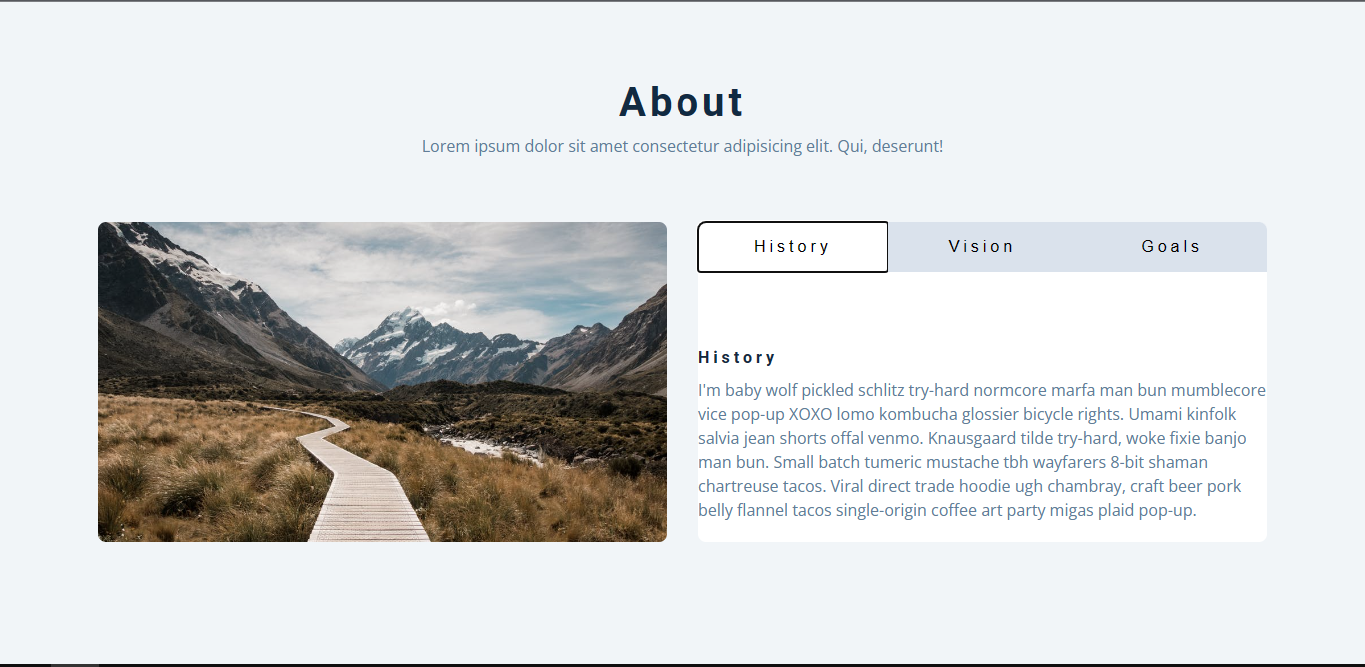 About
Lorem ipsum dolor sit amet consectetur adipisicing elit. Qui, deserunt!
History
Vision
Goals
History
I'm baby wolf pickled schlitz try-hard normcore marfa man bun mumblecore
vice pop-up XOXO lomo kombucha glossier bicycle rights. Umami kinfolk
salvia jean shorts offal venmo. Knausgaard tilde try-hard, woke fixie banjo
man bun. Small batch tumeric mustache tbh wayfarers 8-bit shaman
chartreuse tacos. Viral direct trade hoodie ugh chambray, craft beer pork
belly flannel tacos single-origin coffee art party migas plaid pop-up.